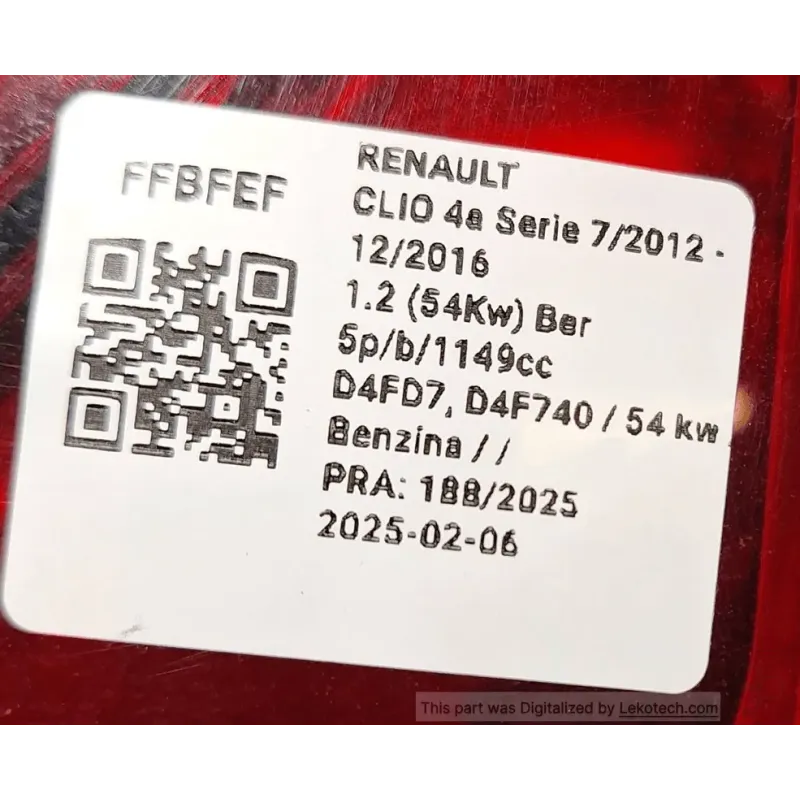 FFBFEF
RENAULT
CLIO 4a Serie 7/2012 -
12/2016
1.2 (54Kw) Ber
5p/b/1149cc
D4FD7, D4F740 / 54 kw
Benzina / /
PRA: 188/2025
2025-02-06
This part was Digitalized by Lekotech.com